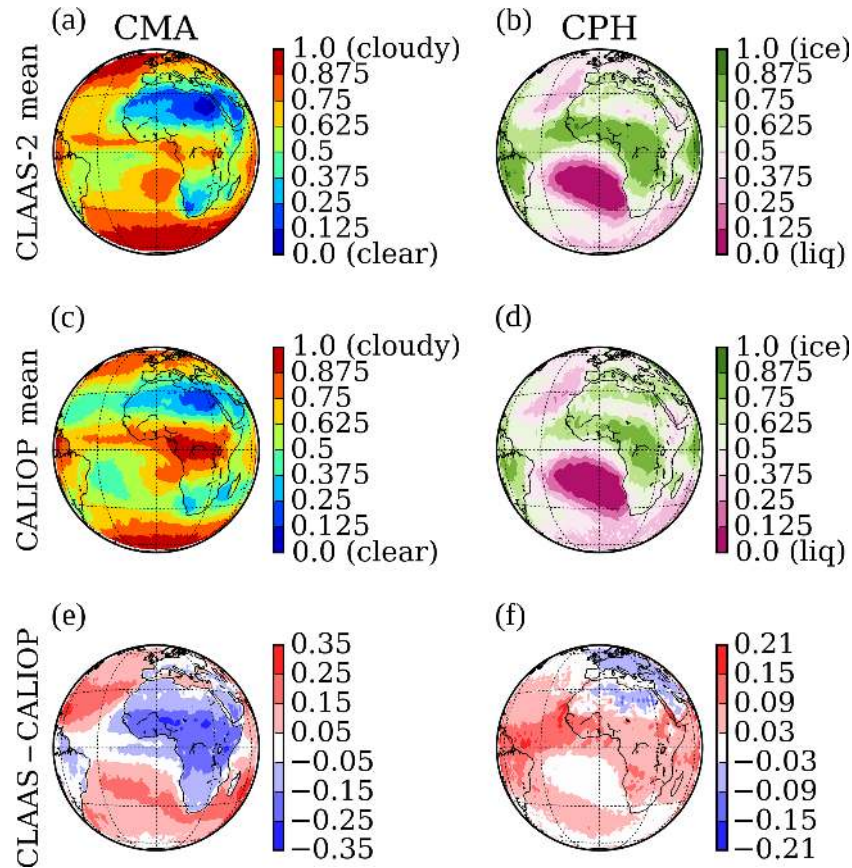 (a) CMA
(b) CPH
CLAAS-2 mean
1.0 (cloudy)
0.875
0.75
0.625
0.5
0.375
0.25
0.125
0.0 (clear)
1.0 (ice)
0.875
0.75
0.625
0.5
0.375
0.25
0.125
0.0 (liq)
(c)
(d)
CALIOP mean
1.0 (cloudy)
0.875
0.75
0.625
0.5
0.375
0.25
0.125
0.0 (clear)
1.0 (ice)
0.875
0.75
0.625
0.5
0.375
0.25
0.125
0.0 (liq)
(e)
(f)
CLAAS − CALIOP
0.35
0.25
0.15
0.05
−0.05
−0.15
−0.25
−0.35
0.21
0.15
0.09
0.03
−0.03
−0.09
−0.15
−0.21